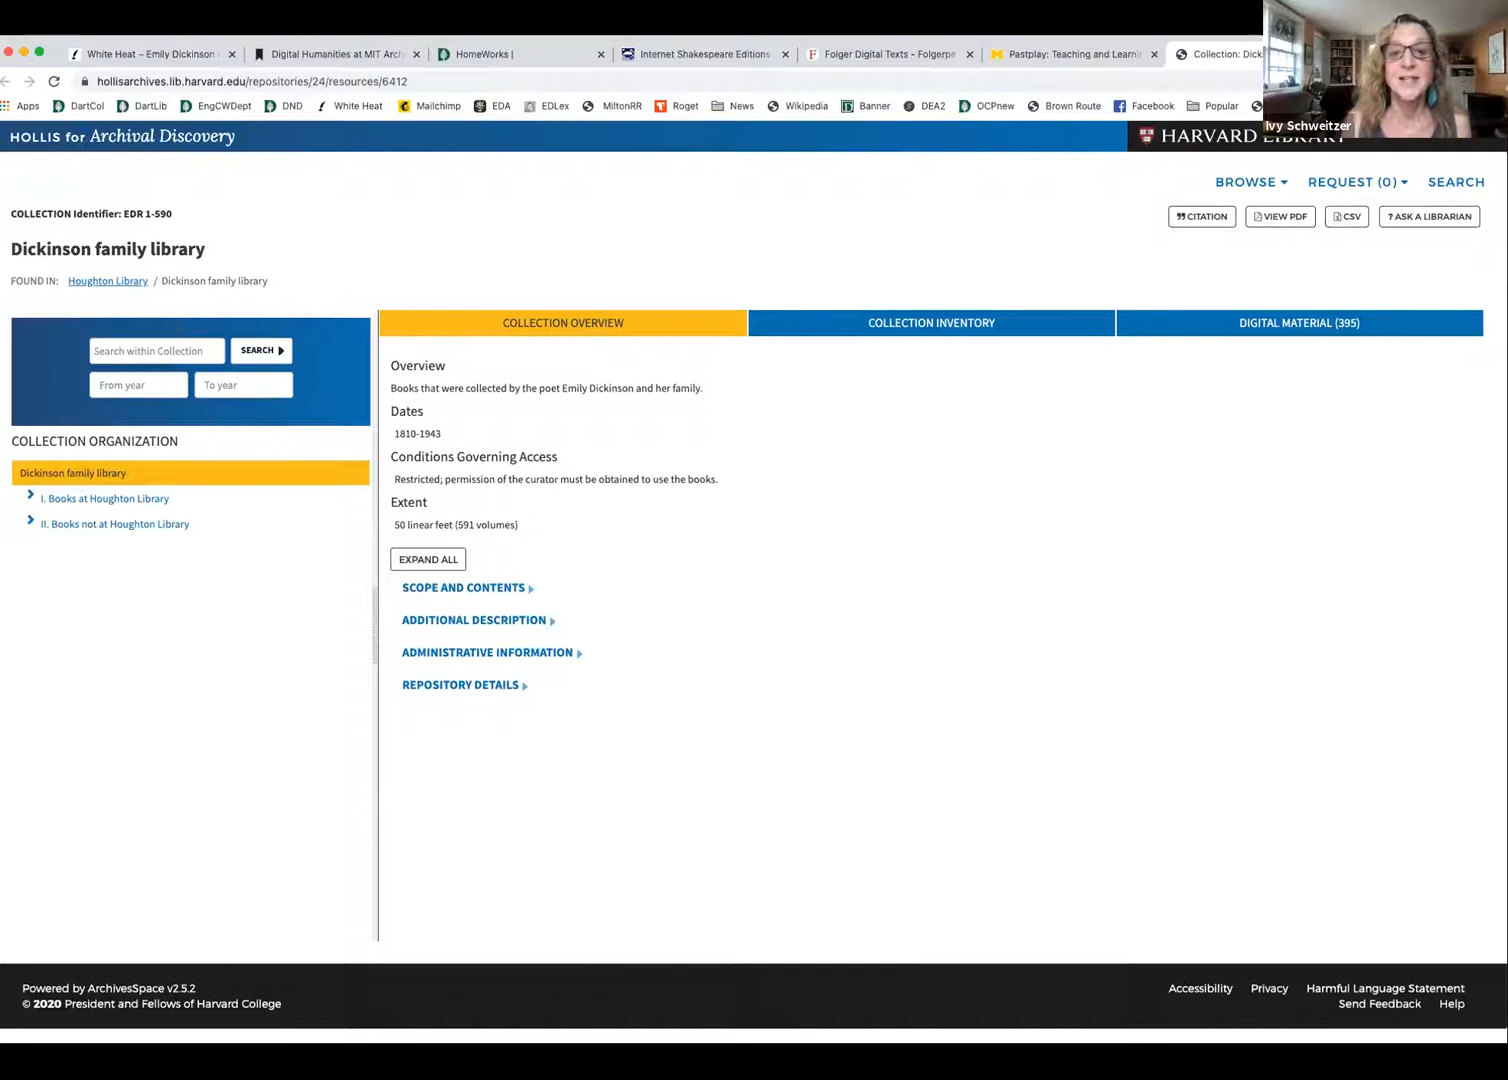 White Heat – Emily Dickinson
Digital Humanities at MIT Arch
HomeWorks |
Internet Shakespeare Editions
Folger Digital Texts - Folgerpe
Pastplay: Teaching and Learnin
Collection: Dick
hollisarchives.lib.harvard.edu/repositories/24/resources/6412
Apps DartCol DartLib EngCWDept DND White Heat Mailchimp EDA EDLex MiltonRR Roget News Wikipedia Banner DEA2 OCPnew Brown Route Facebook Popular
Ivy Schweitzer
HOLLIS for Archival Discovery
HARVARD LIBRARY
BROWSE REQUEST (0) SEARCH
COLLECTION Identifier: EDR 1-590
CITATION VIEW PDF CSV ? ASK A LIBRARIAN
Dickinson family library
FOUND IN: Houghton Library / Dickinson family library
Search within Collection SEARCH
From year To year
COLLECTION ORGANIZATION
Dickinson family library
I. Books at Houghton Library
II. Books not at Houghton Library
COLLECTION OVERVIEW COLLECTION INVENTORY DIGITAL MATERIAL (395)
Overview
Books that were collected by the poet Emily Dickinson and her family.
Dates
1810-1943
Conditions Governing Access
Restricted; permission of the curator must be obtained to use the books.
Extent
50 linear feet (591 volumes)
EXPAND ALL
SCOPE AND CONTENTS
ADDITIONAL DESCRIPTION
ADMINISTRATIVE INFORMATION
REPOSITORY DETAILS
Powered by ArchivesSpace v2.5.2
© 2020 President and Fellows of Harvard College
Accessibility Privacy Harmful Language Statement
Send Feedback Help